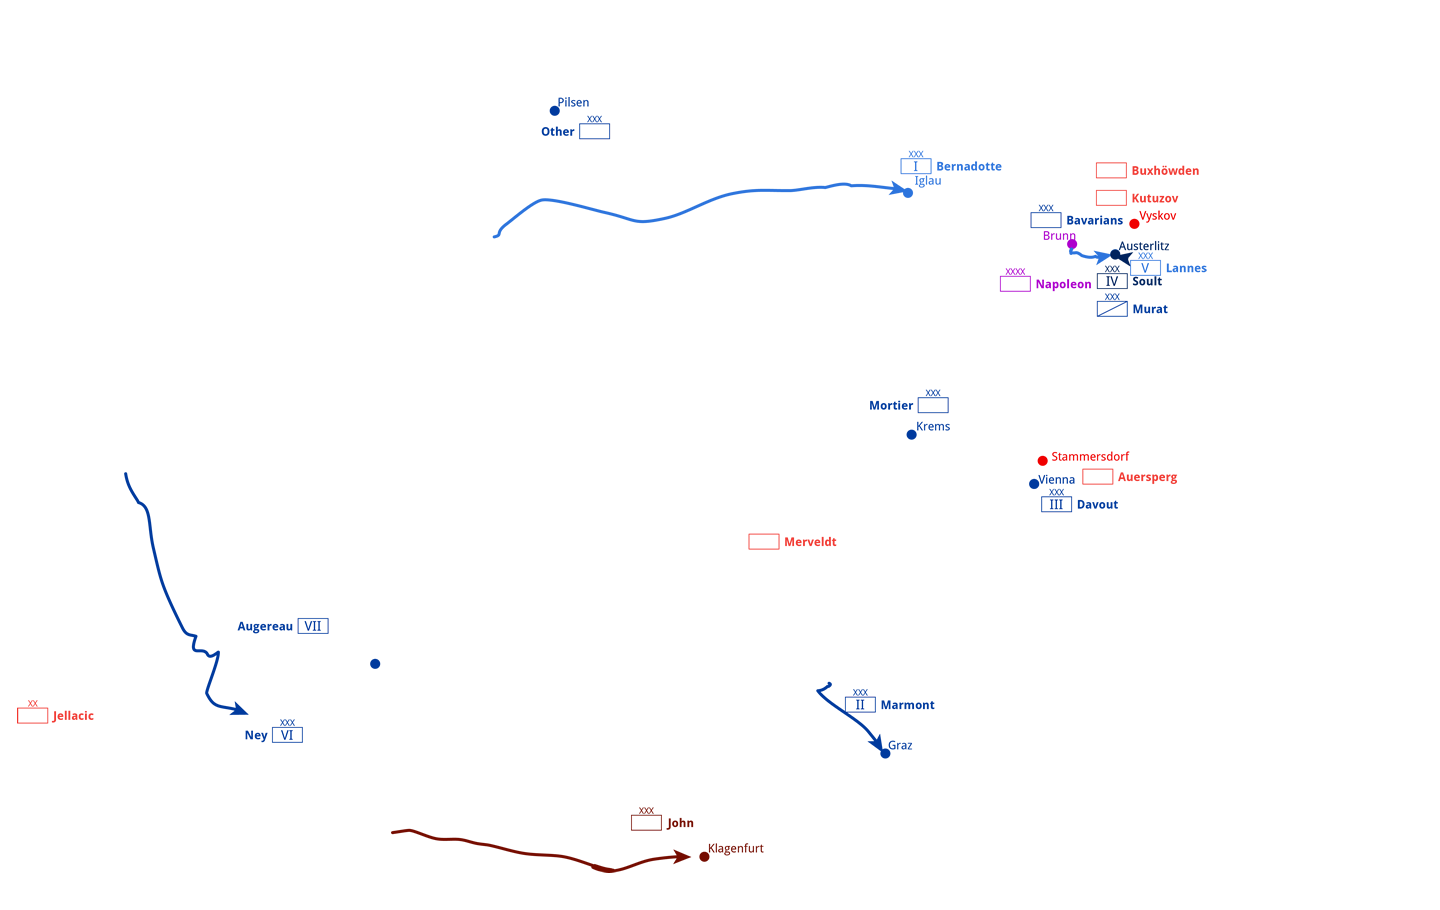 Pilsen
XXX
Other
XXX
I Bernadotte
Iglau
Buxhöwden
Kutuzov
XXX
Bavarians
Vyskov
Brunn
Austerlitz
XXX
V Lannes
XXXX
Napoleon
XXX
IV Soult
XXX
Murat
XXX
Mortier
Krems
Stammersdorf
Vienna
Auersperg
XXX
III Davout
Merveldt
Augereau VII
XXX
II Marmont
XX
Jellacic
XXX
Ney VI
Graz
XXX
John
Klagenfurt